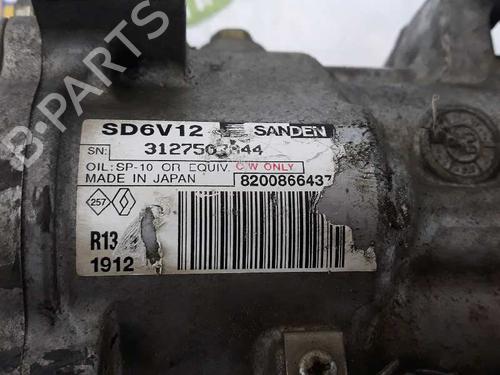 B-PARTS
SD6V12 SANDEN
SN:
OIL: SP-10 OR EQUIV. C W ONLY
MADE IN JAPAN 8200866437
257
R13
1912